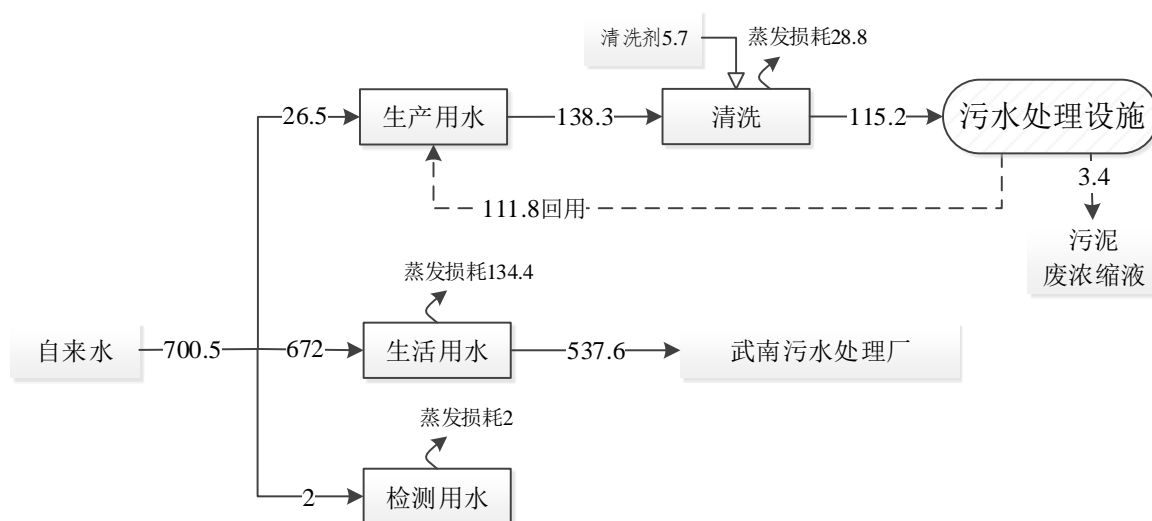 清洗剂5.7
蒸发损耗28.8
26.5
生产用水
138.3
清洗
115.2
污水处理设施
111.8回用
3.4
污泥
废浓缩液
蒸发损耗134.4
自来水
700.5
672
生活用水
537.6
武南污水处理厂
蒸发损耗2
2
检测用水